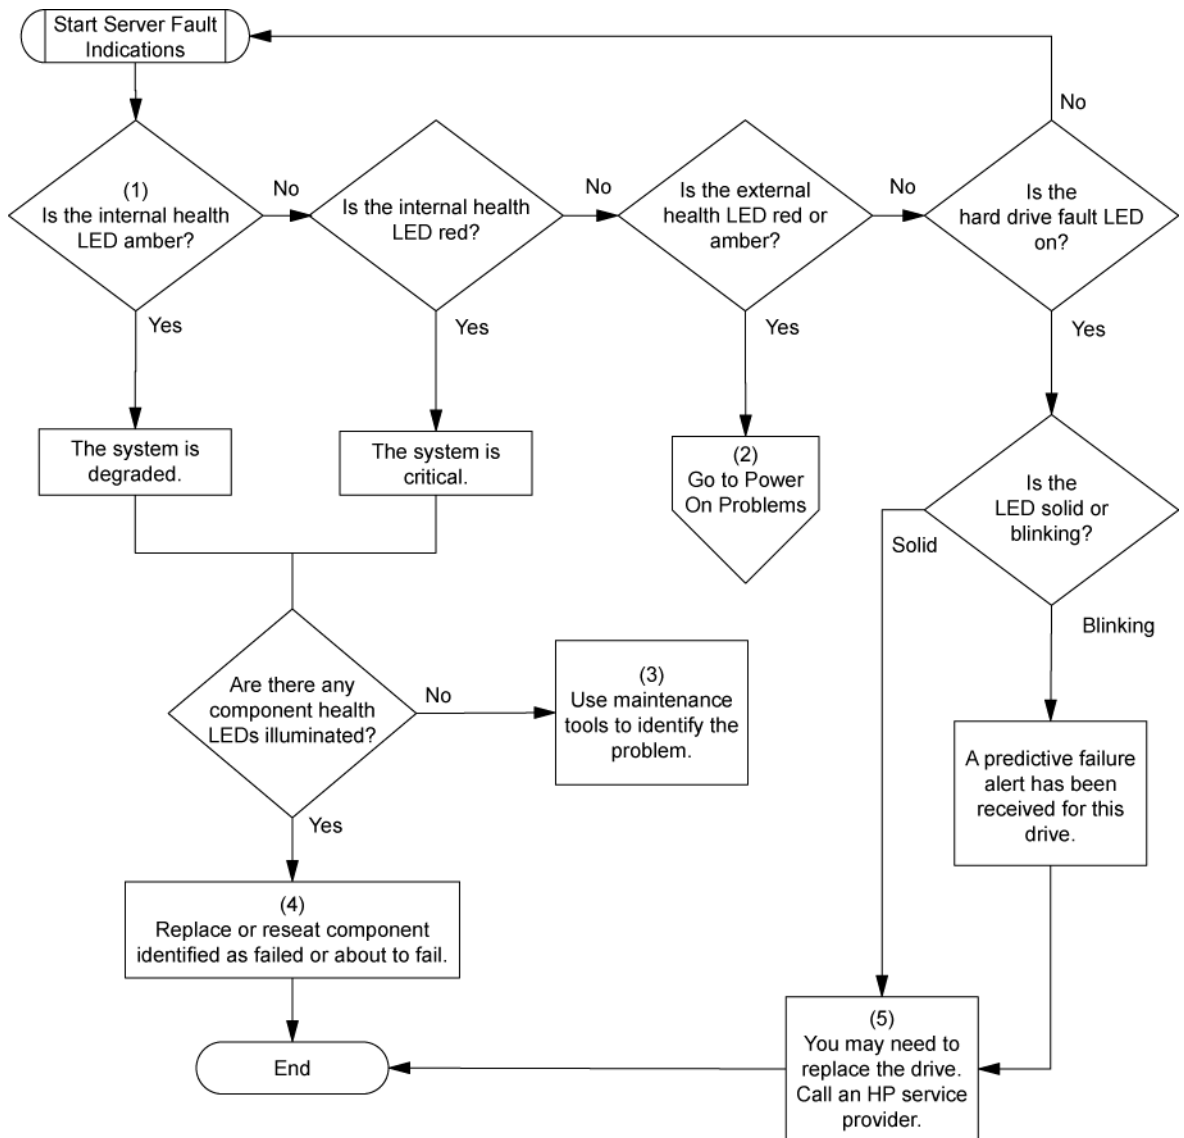 Start Server Fault
Indications
No
(1)
Is the internal health
LED amber?
No
Is the internal health
LED red?
No
Is the external
health LED red or
amber?
No
Is the
hard drive fault LED
on?
Yes
Yes
Yes
Yes
The system is
degraded.
The system is
critical.
(2)
Go to Power
On Problems
Is the
LED solid or
blinking?
Solid
Blinking
Are there any
component health
LEDs illuminated?
No
(3)
Use maintenance
tools to identify the
problem.
A predictive failure
alert has been
received for this
drive.
Yes
(4)
Replace or reseat component
identified as failed or about to fail.
End
(5)
You may need to
replace the drive.
Call an HP service
provider.